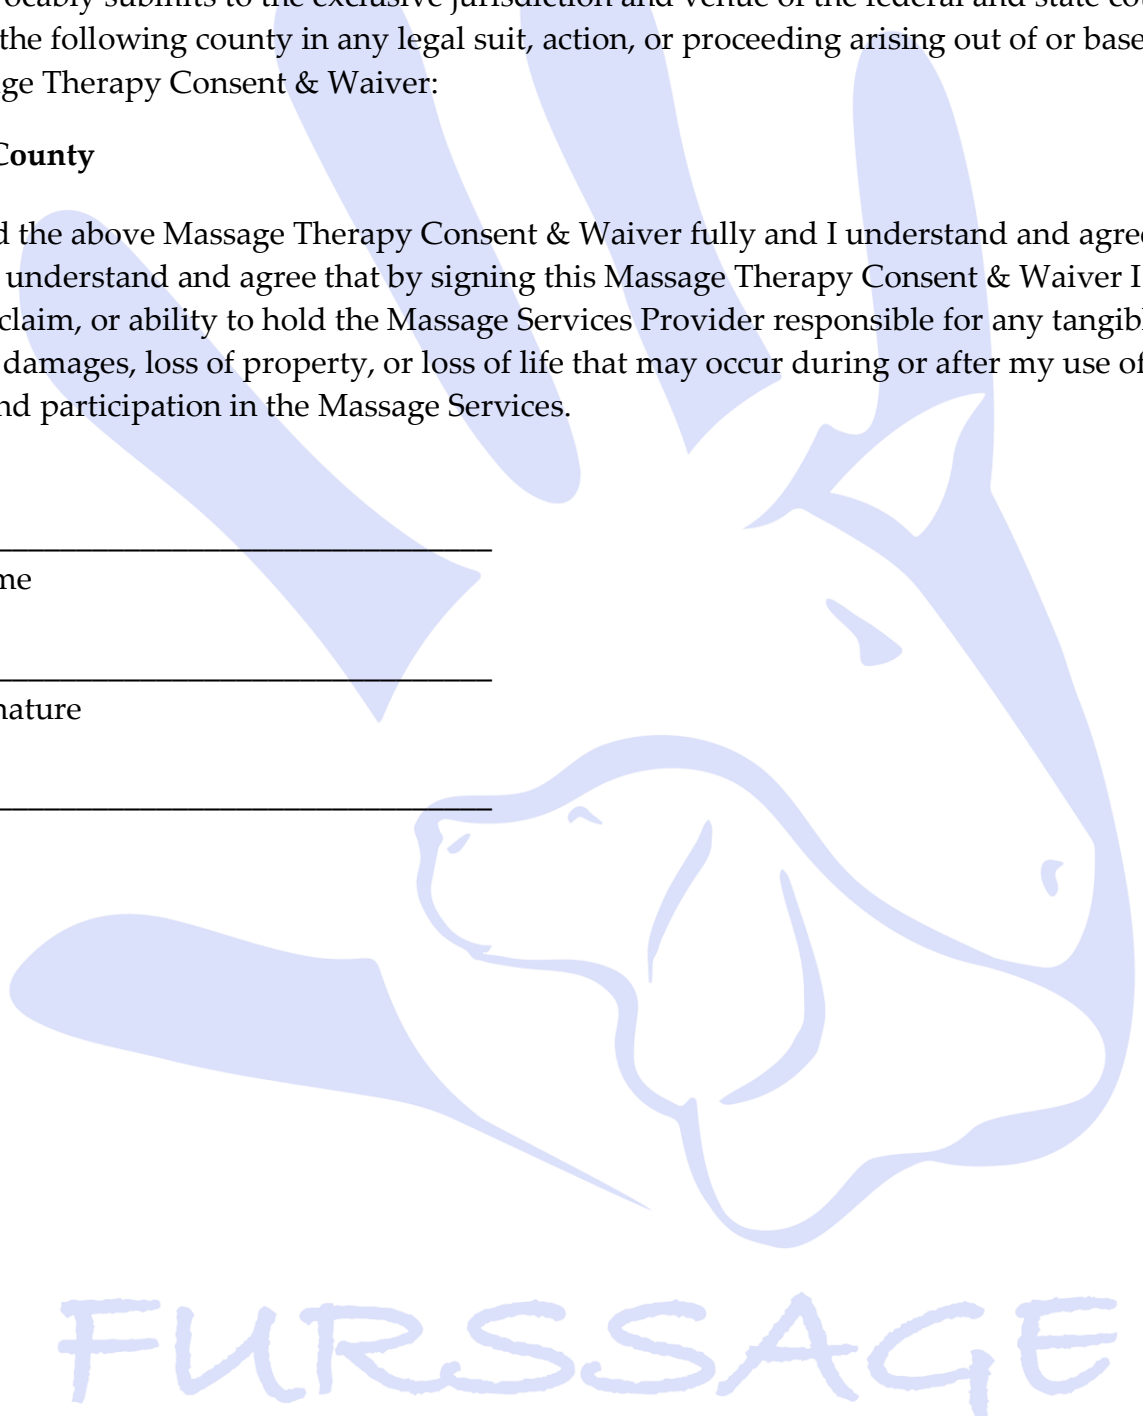 ocably submits to the exclusive jurisdiction and venue of the federal and state cou
the following county in any legal suit, action, or proceeding arising out of or base
ge Therapy Consent & Waiver:
County
d the above Massage Therapy Consent & Waiver fully and I understand and agree
understand and agree that by signing this Massage Therapy Consent & Waiver I
claim, or ability to hold the Massage Services Provider responsible for any tangib
damages, loss of property, or loss of life that may occur during or after my use of
nd participation in the Massage Services.
me
nature
FURSSAGE